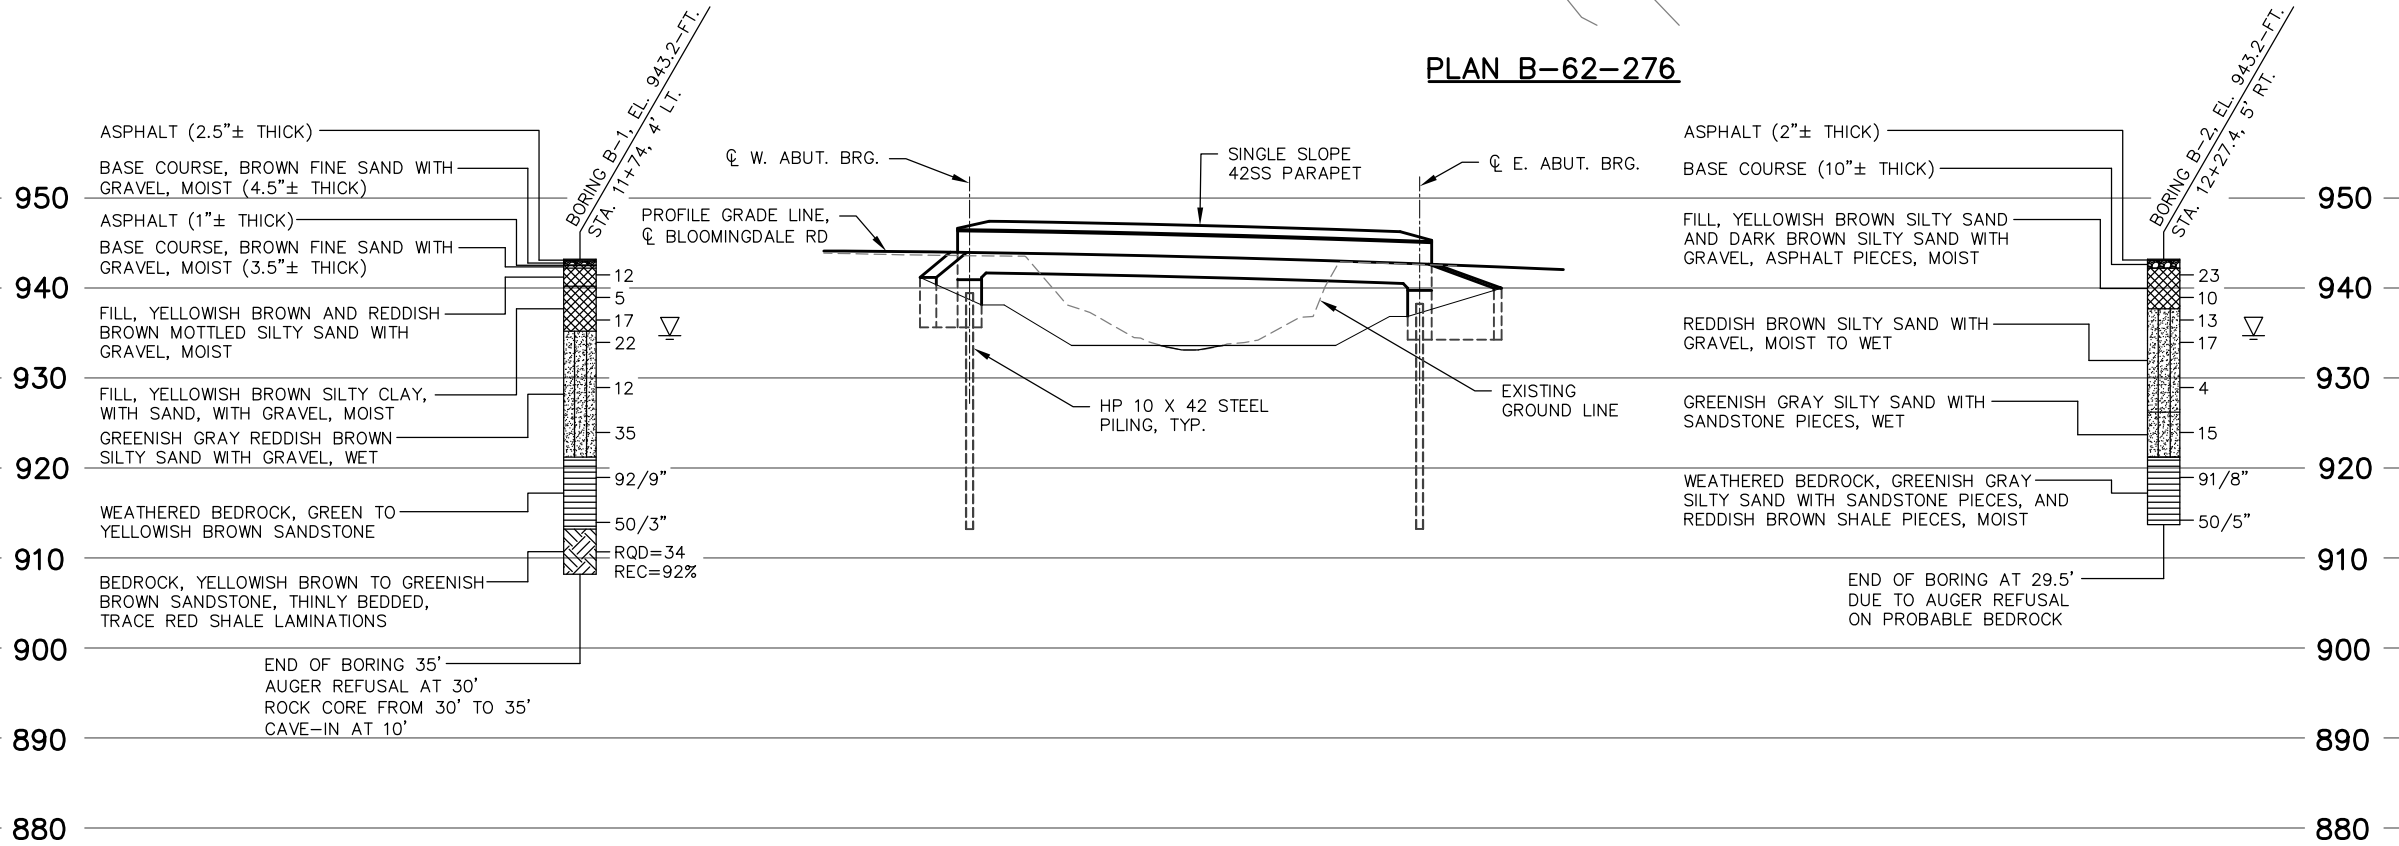 PLAN B-62-276
BORING B-1, EL. 943.2-FT.
STA. 11+74, 4' LT.
ASPHALT (2.5"± THICK)
BASE COURSE, BROWN FINE SAND WITH
GRAVEL, MOIST (4.5"± THICK)
ASPHALT (1"± THICK)
BASE COURSE, BROWN FINE SAND WITH
GRAVEL, MOIST (3.5"± THICK)
FILL, YELLOWISH BROWN AND REDDISH
BROWN MOTTLED SILTY SAND WITH
GRAVEL, MOIST
FILL, YELLOWISH BROWN SILTY CLAY,
WITH SAND, WITH GRAVEL, MOIST
GREENISH GRAY REDDISH BROWN
SILTY SAND WITH GRAVEL, WET
WEATHERED BEDROCK, GREEN TO
YELLOWISH BROWN SANDSTONE
BEDROCK, YELLOWISH BROWN TO GREENISH
BROWN SANDSTONE, THINLY BEDDED,
TRACE RED SHALE LAMINATIONS
END OF BORING 35'
AUGER REFUSAL AT 30'
ROCK CORE FROM 30' TO 35'
CAVE-IN AT 10'
12
5
17
22
12
35
92/9"
50/3"
RQD=34
REC=92%
950
940
930
920
910
900
890
880
℄ W. ABUT. BRG.
PROFILE GRADE LINE,
℄ BLOOMINGDALE RD
SINGLE SLOPE
42SS PARAPET
℄ E. ABUT. BRG.
HP 10 X 42 STEEL
PILING, TYP.
EXISTING
GROUND LINE
BORING B-2, EL. 943.2-FT.
STA. 12+27.4, 5' RT.
ASPHALT (2"± THICK)
BASE COURSE (10"± THICK)
FILL, YELLOWISH BROWN SILTY SAND
AND DARK BROWN SILTY SAND WITH
GRAVEL, ASPHALT PIECES, MOIST
REDDISH BROWN SILTY SAND WITH
GRAVEL, MOIST TO WET
GREENISH GRAY SILTY SAND WITH
SANDSTONE PIECES, WET
WEATHERED BEDROCK, GREENISH GRAY
SILTY SAND WITH SANDSTONE PIECES, AND
REDDISH BROWN SHALE PIECES, MOIST
END OF BORING AT 29.5'
DUE TO AUGER REFUSAL
ON PROBABLE BEDROCK
23
10
13
17
4
15
91/8"
50/5"
950
940
930
920
910
900
890
880